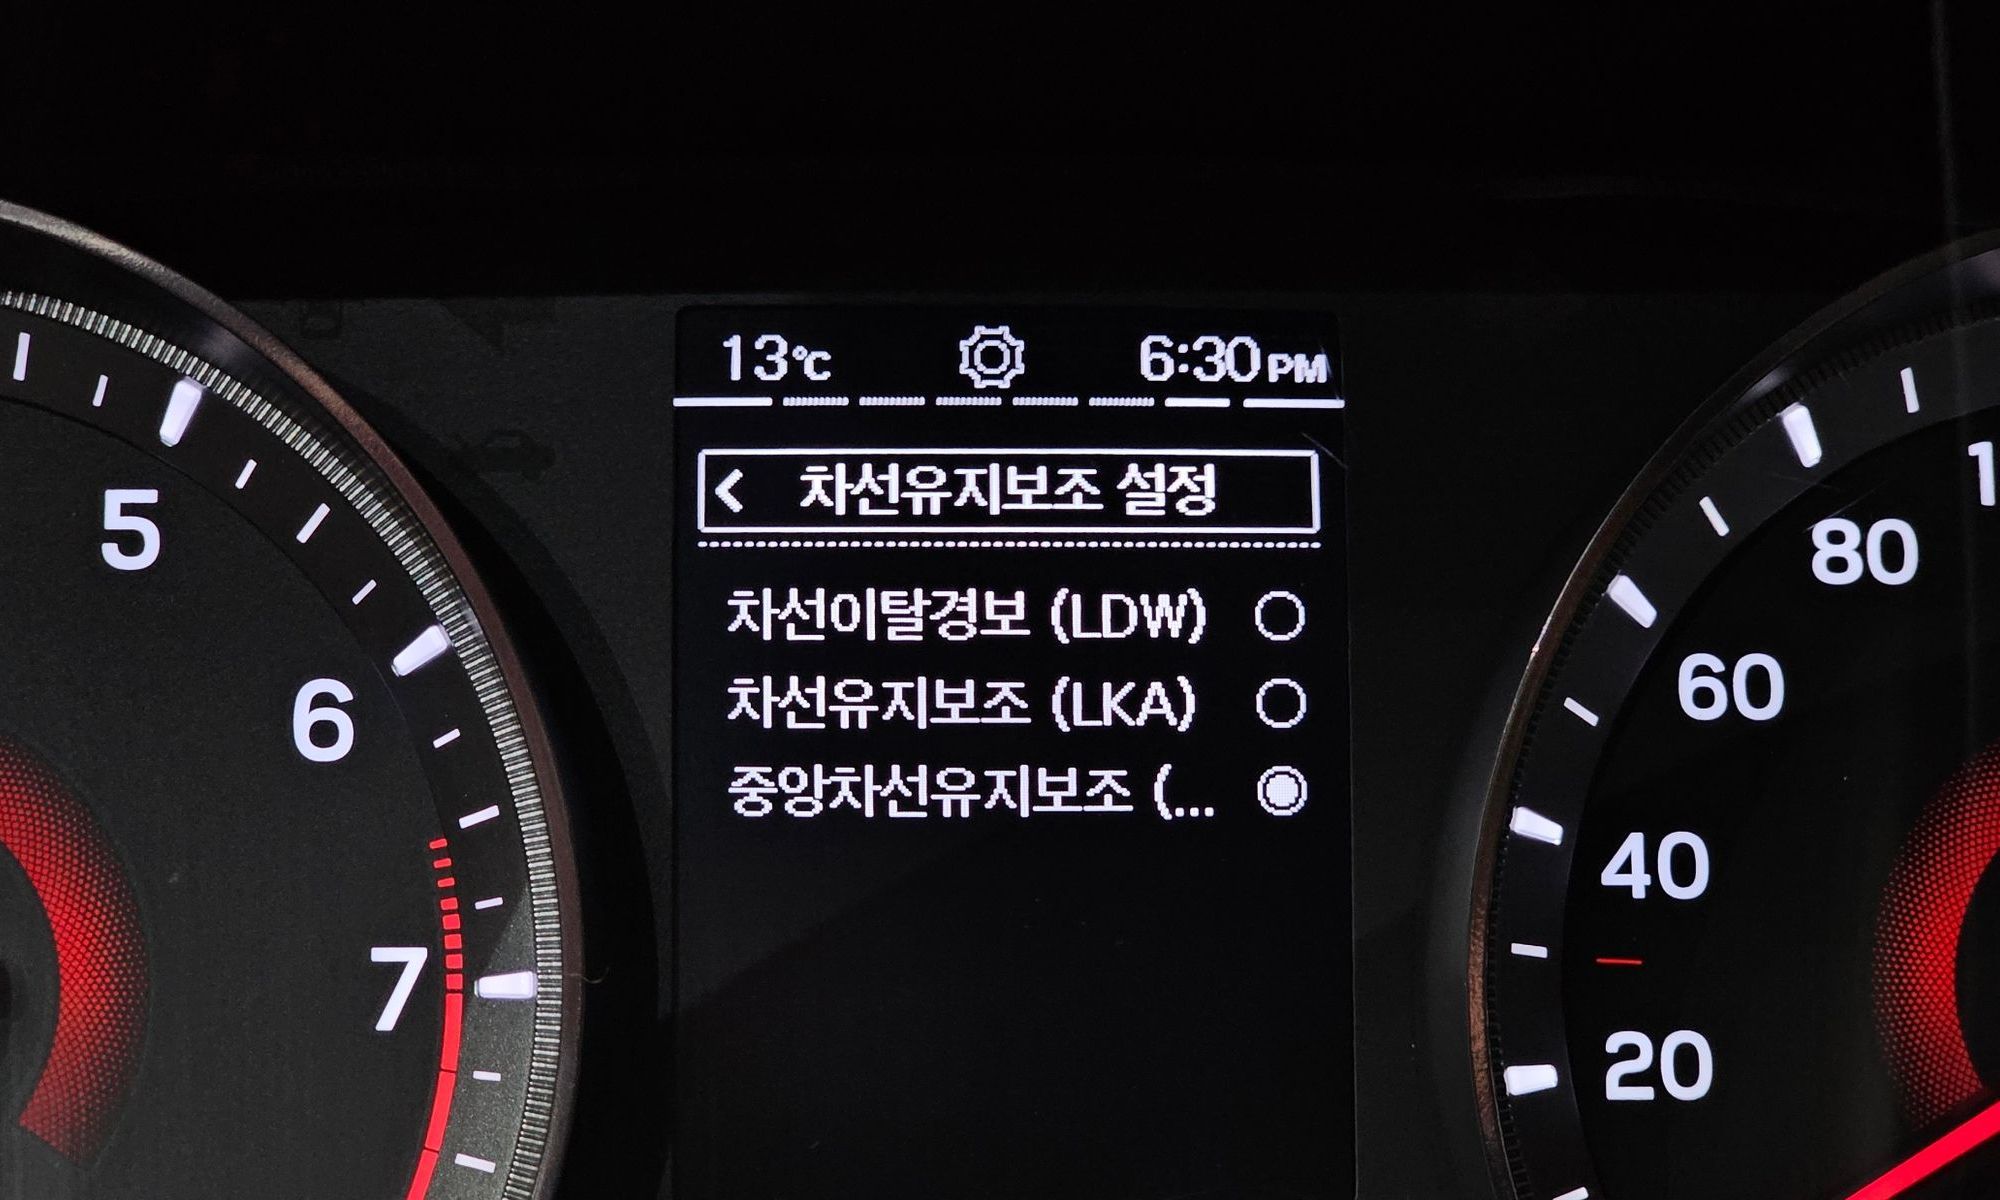 13℃ 6:30PM
< 차선유지보조 설정
차선이탈경보 (LDW)
차선유지보조 (LKA)
중앙차선유지보조 (...
5
6
7
80
60
40
20